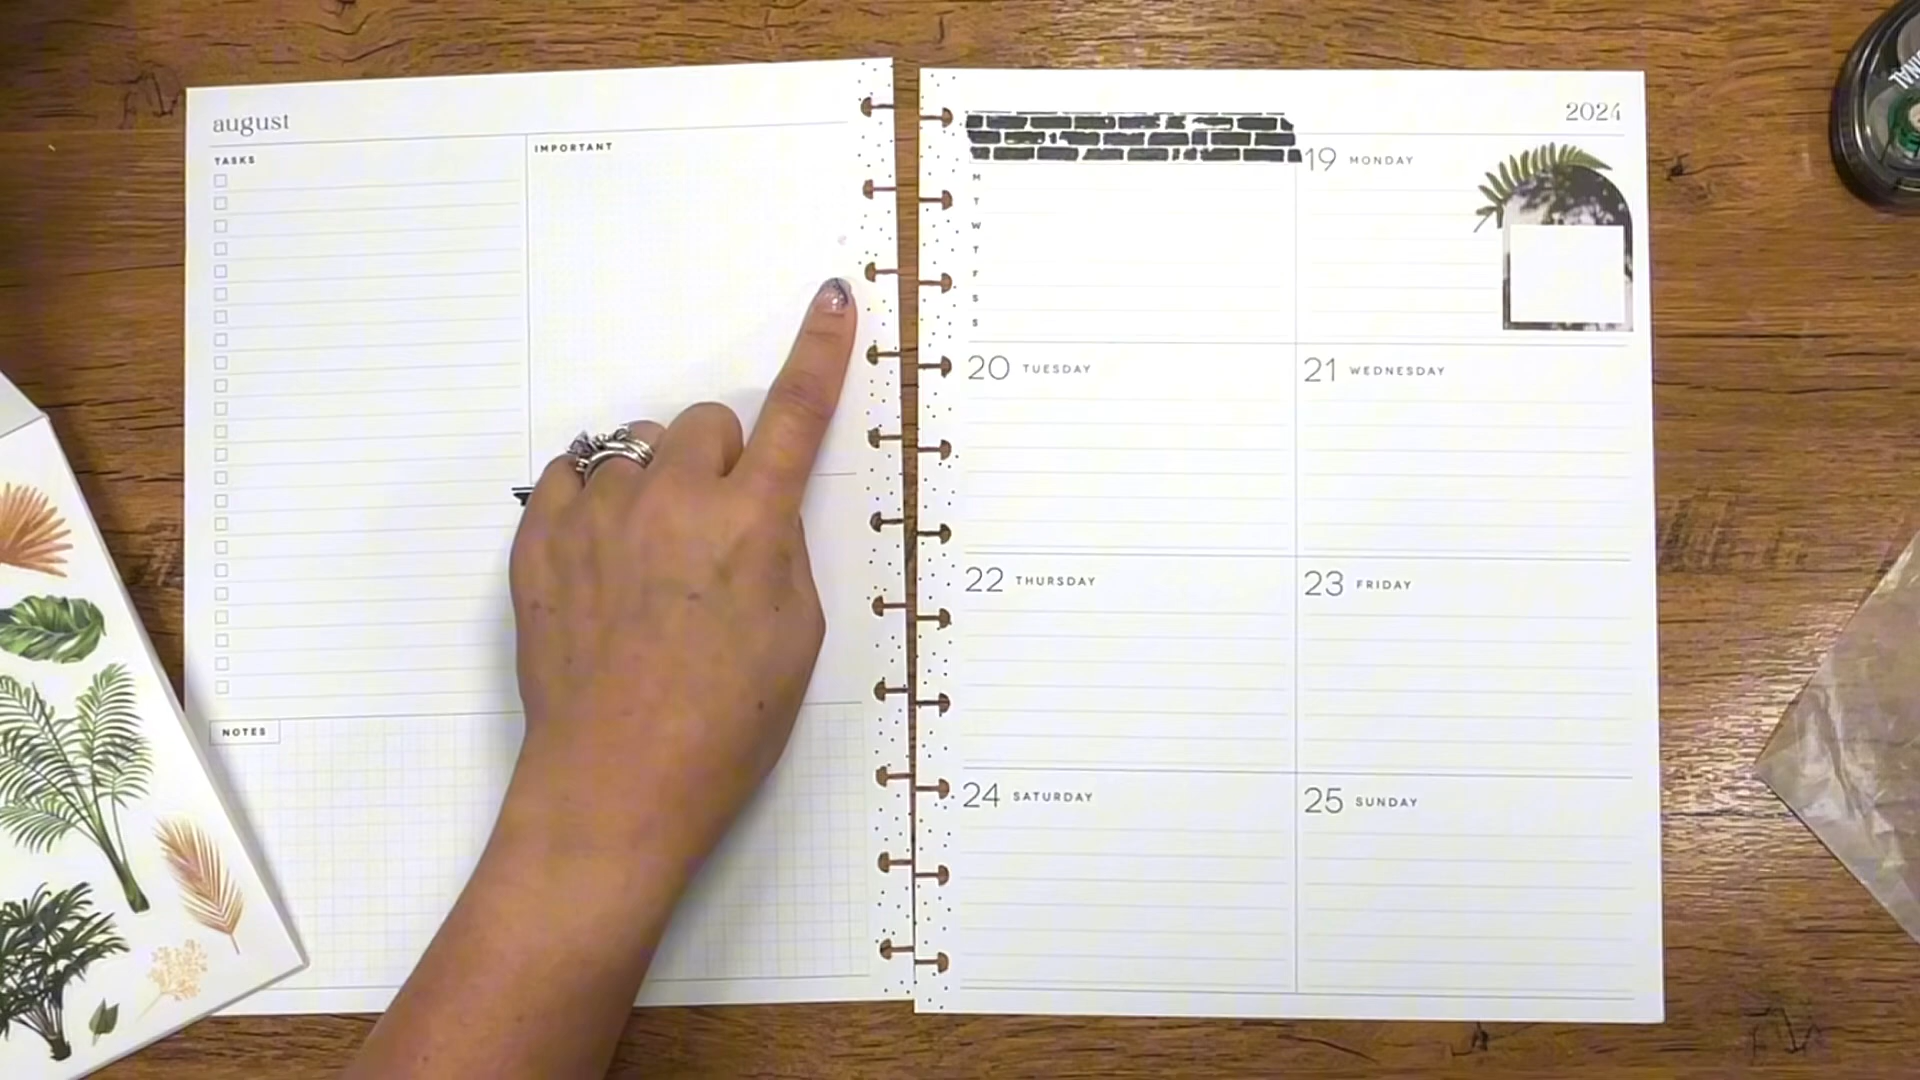 august
TASKS
IMPORTANT
NOTES
2024
19 MONDAY
M
T
W
T
F
S
S
20 TUESDAY
21 WEDNESDAY
22 THURSDAY
23 FRIDAY
24 SATURDAY
25 SUNDAY